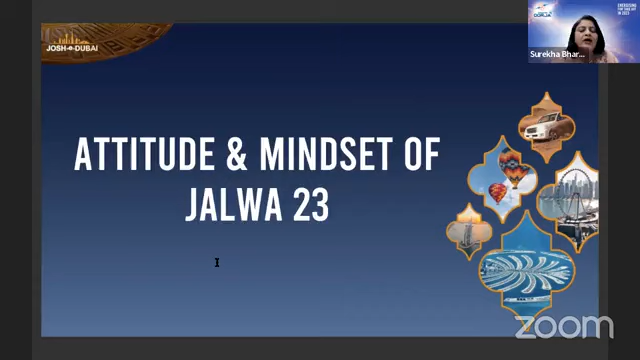 JOSH-e-DUBAI
ATTITUDE & MINDSET OF
JALWA 23
Surekha Bhar...
zoom